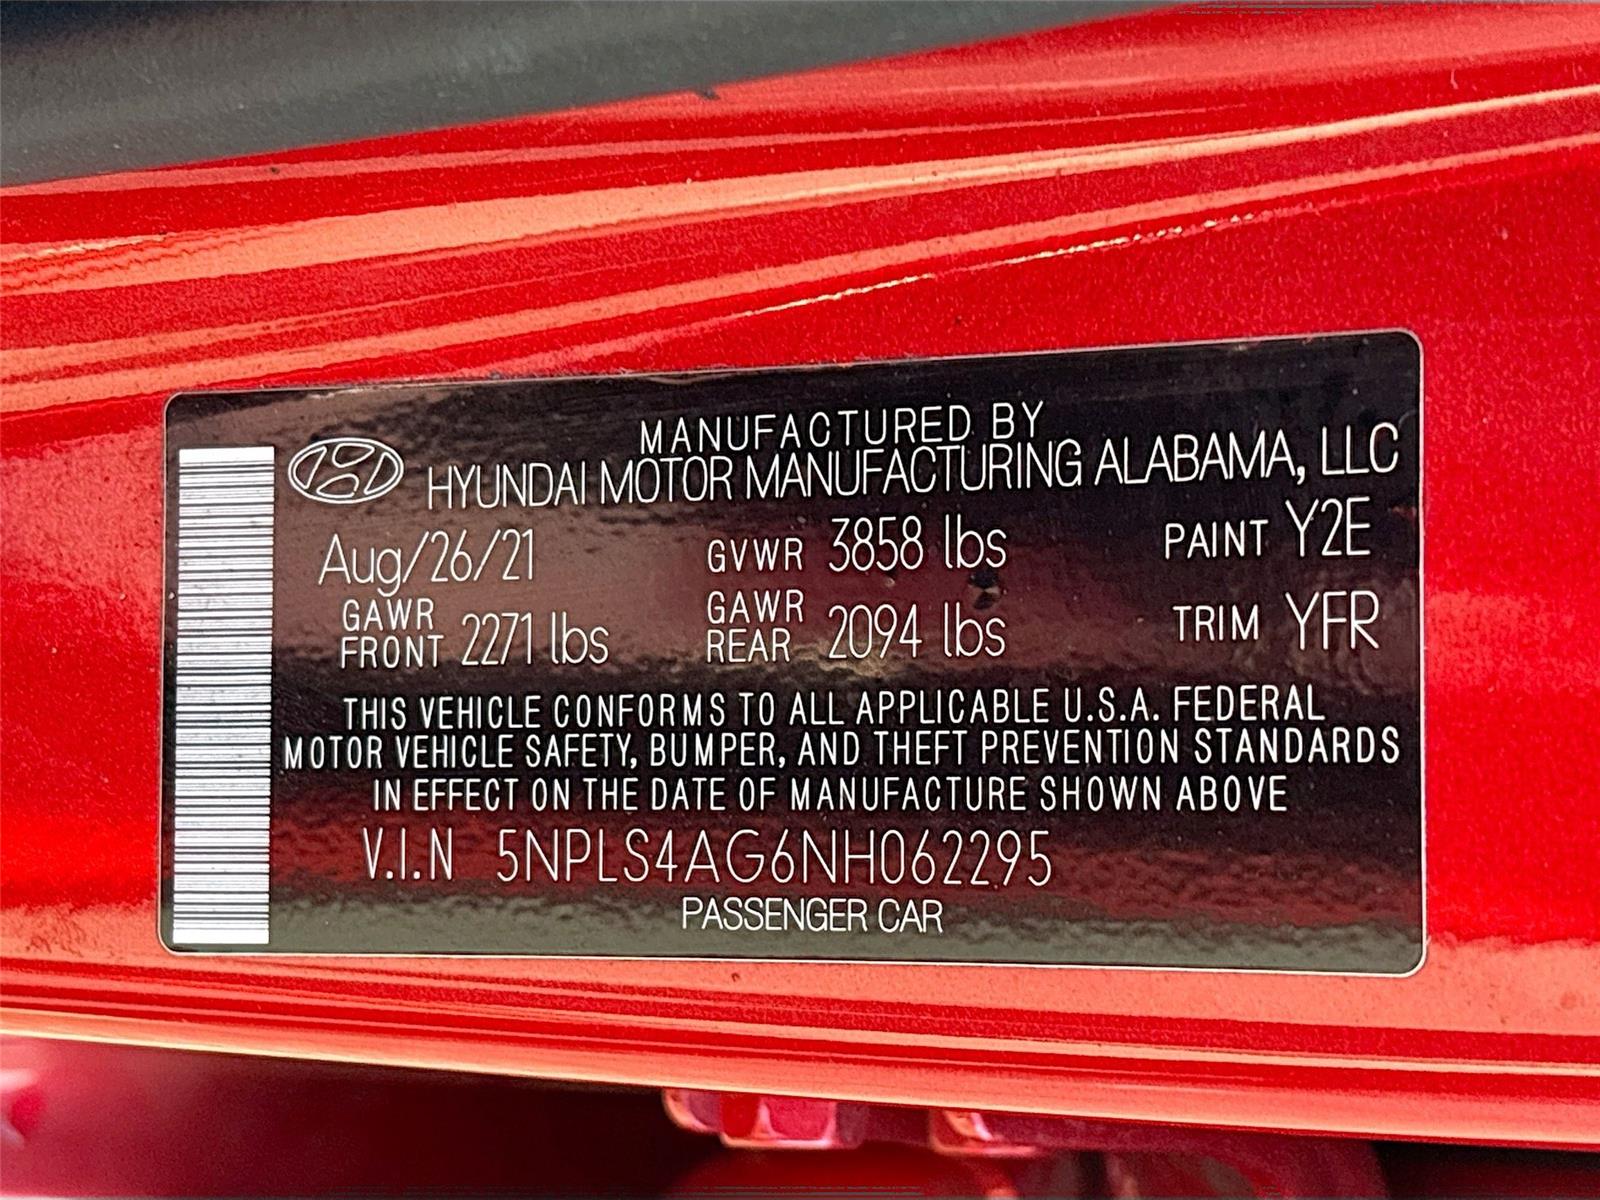 MANUFACTURED BY
HYUNDAI MOTOR MANUFACTURING ALABAMA, LLC
Aug/26/21 GVWR 3858 lbs PAINT Y2E
GAWR FRONT 2271 lbs GAWR REAR 2094 lbs TRIM YFR
THIS VEHICLE CONFORMS TO ALL APPLICABLE U.S.A. FEDERAL
MOTOR VEHICLE SAFETY, BUMPER, AND THEFT PREVENTION STANDARDS
IN EFFECT ON THE DATE OF MANUFACTURE SHOWN ABOVE
V.I.N 5NPLS4AG6NH062295
PASSENGER CAR